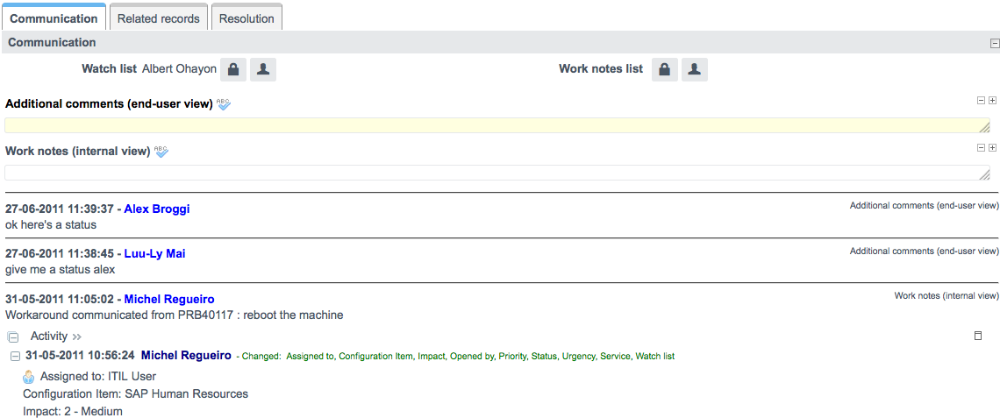 Communication Related records Resolution
Communication
Watch list Albert Ohayon Work notes list
Additional comments (end-user view) ABC
Work notes (internal view) ABC
27-06-2011 11:39:37 - Alex Broggi Additional comments (end-user view)
ok here's a status
27-06-2011 11:38:45 - Luu-Ly Mai Additional comments (end-user view)
give me a status alex
31-05-2011 11:05:02 - Michel Regueiro Work notes (internal view)
Workaround communicated from PRB40117 : reboot the machine
Activity
31-05-2011 10:56:24 Michel Regueiro - Changed: Assigned to, Configuration Item, Impact, Opened by, Priority, Status, Urgency, Service, Watch list
Assigned to: ITIL User
Configuration Item: SAP Human Resources
Impact: 2 - Medium